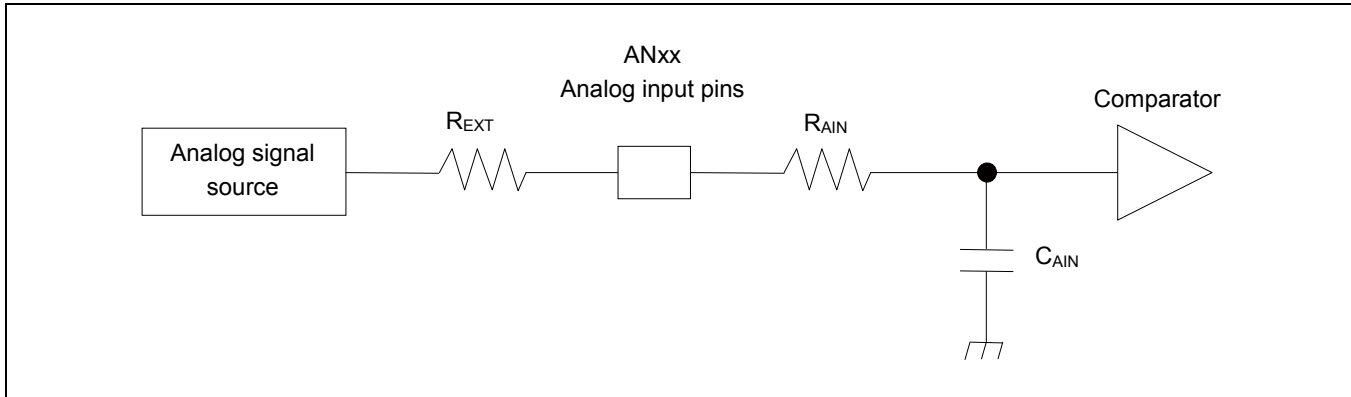 ANxx
Analog input pins
Comparator
REXT
RAIN
Analog signal
source
CAIN